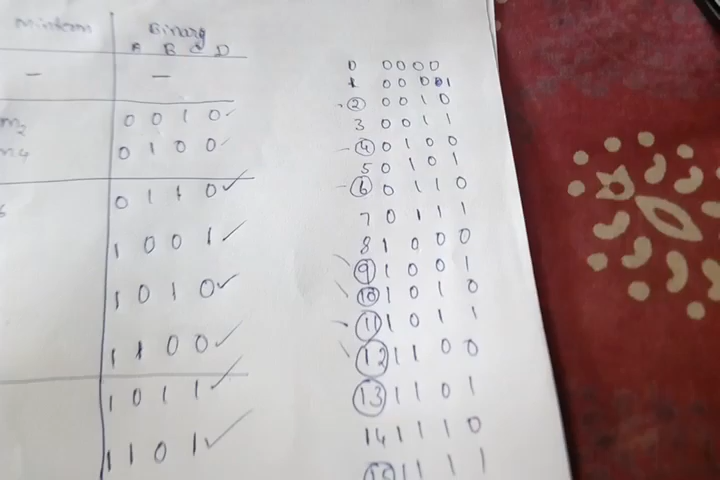 Minterm Binary
A B C D
- -
m2 0 0 1 0 ✓
m4 0 1 0 0 ✓
6 0 1 1 0 ✓
1 0 0 1 ✓
1 0 1 0 ✓
1 1 0 0 ✓
1 0 1 1 ✓
1 1 0 1 ✓
0 0 0 0 0
1 0 0 0 1
2 0 0 1 0
3 0 0 1 1
4 0 1 0 0
5 0 1 0 1
6 0 1 1 0
7 0 1 1 1
8 1 0 0 0
9 1 0 0 1
10 1 0 1 0
11 1 0 1 1
12 1 1 0 0
13 1 1 0 1
14 1 1 1 0
15 1 1 1 1